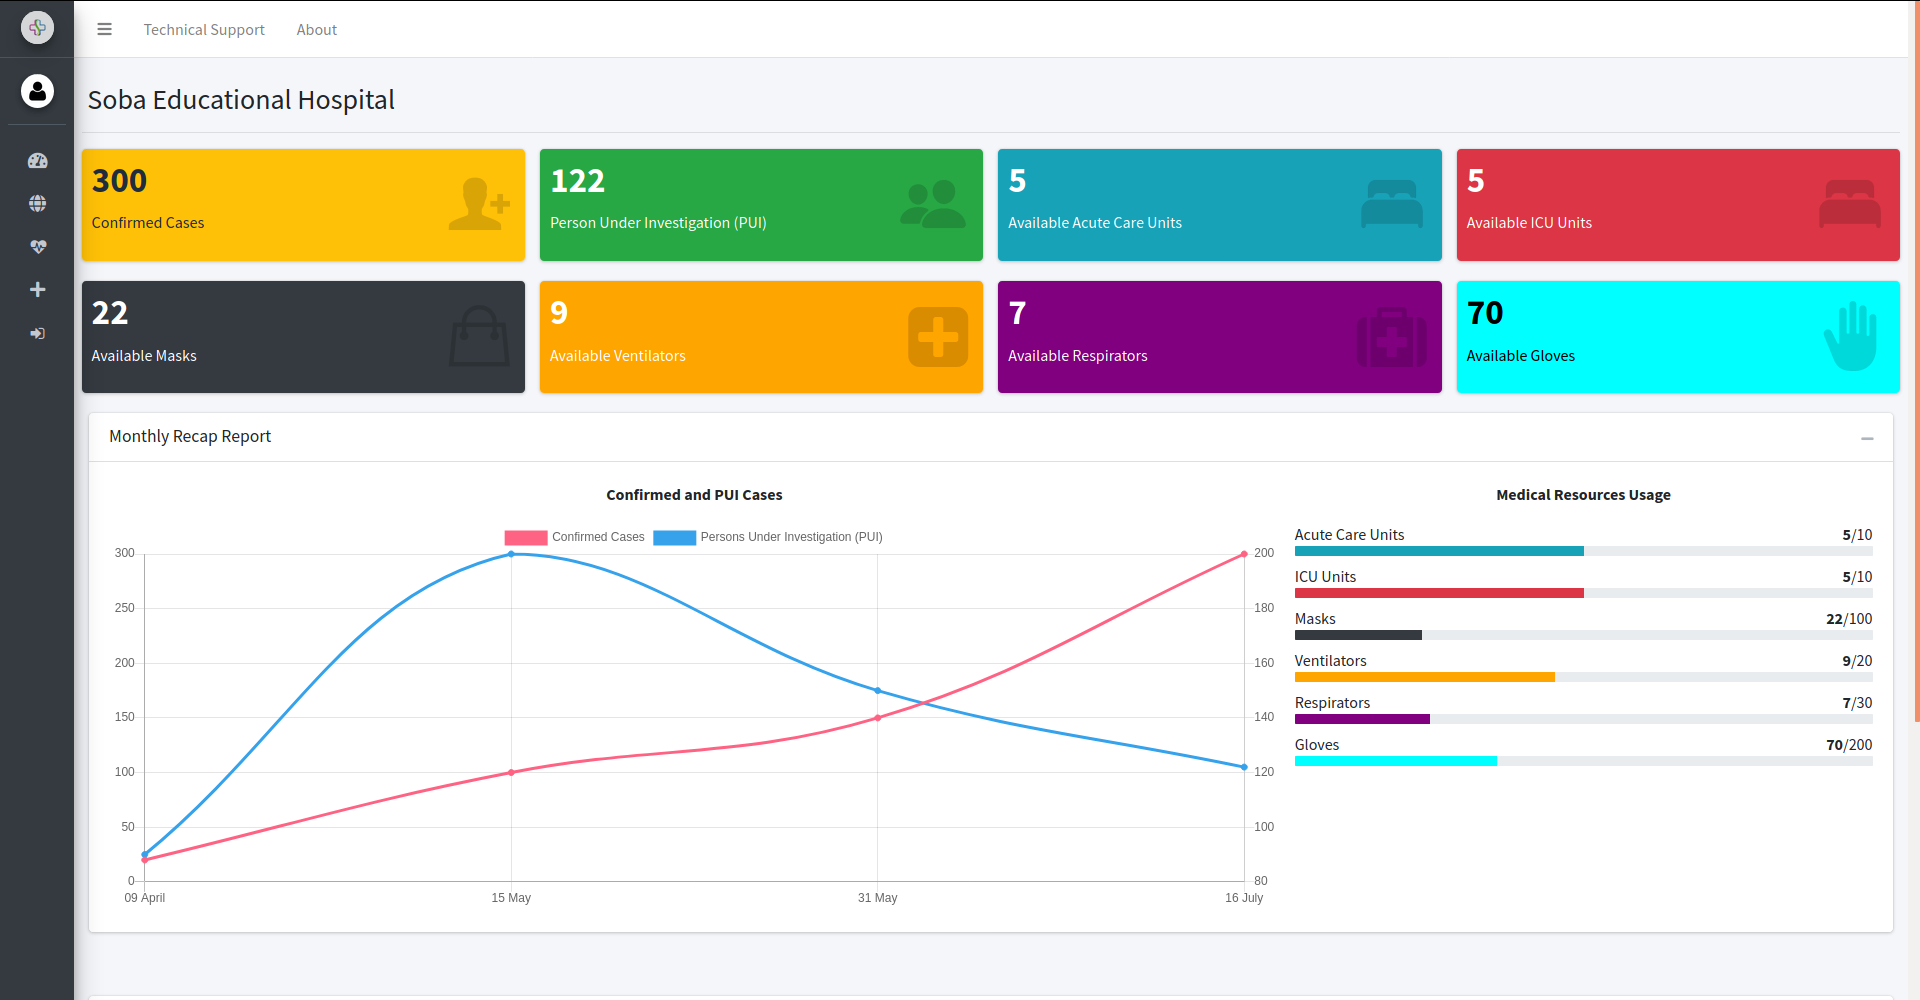 Technical Support About
Soba Educational Hospital
300
Confirmed Cases
122
Person Under Investigation (PUI)
5
Available Acute Care Units
5
Available ICU Units
22
Available Masks
9
Available Ventilators
7
Available Respirators
70
Available Gloves
Monthly Recap Report
Confirmed and PUI Cases
Confirmed Cases Persons Under Investigation (PUI)
300
250
200
150
100
50
0
200
180
160
140
120
100
80
09 April 15 May 31 May 16 July
Medical Resources Usage
Acute Care Units 5/10
ICU Units 5/10
Masks 22/100
Ventilators 9/20
Respirators 7/30
Gloves 70/200